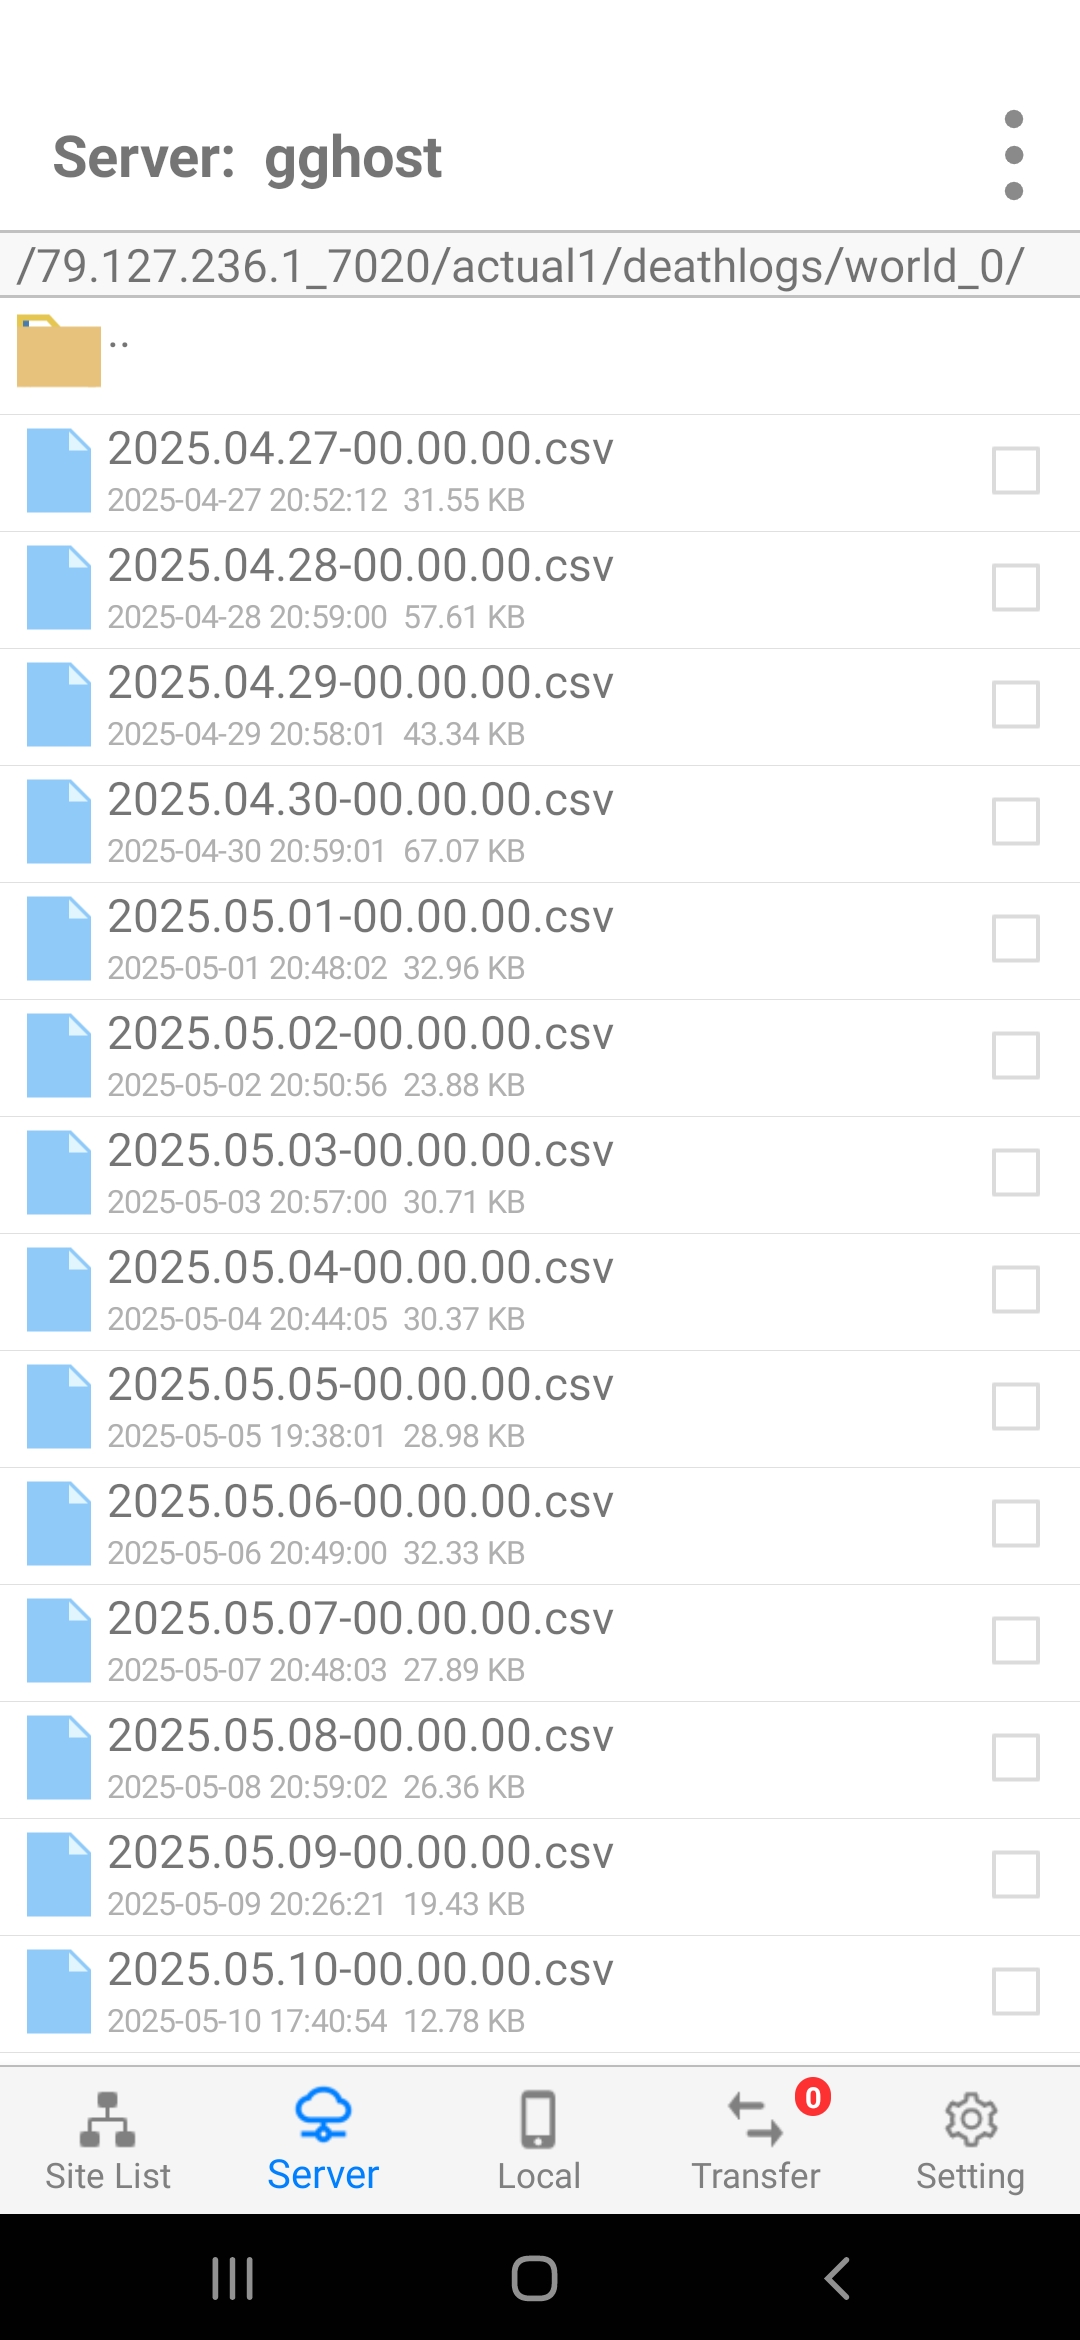 Server: gghost
/79.127.236.1_7020/actual1/deathlogs/world_0/
..
2025.04.27-00.00.00.csv
2025-04-27 20:52:12 31.55 KB
2025.04.28-00.00.00.csv
2025-04-28 20:59:00 57.61 KB
2025.04.29-00.00.00.csv
2025-04-29 20:58:01 43.34 KB
2025.04.30-00.00.00.csv
2025-04-30 20:59:01 67.07 KB
2025.05.01-00.00.00.csv
2025-05-01 20:48:02 32.96 KB
2025.05.02-00.00.00.csv
2025-05-02 20:50:56 23.88 KB
2025.05.03-00.00.00.csv
2025-05-03 20:57:00 30.71 KB
2025.05.04-00.00.00.csv
2025-05-04 20:44:05 30.37 KB
2025.05.05-00.00.00.csv
2025-05-05 19:38:01 28.98 KB
2025.05.06-00.00.00.csv
2025-05-06 20:49:00 32.33 KB
2025.05.07-00.00.00.csv
2025-05-07 20:48:03 27.89 KB
2025.05.08-00.00.00.csv
2025-05-08 20:59:02 26.36 KB
2025.05.09-00.00.00.csv
2025-05-09 20:26:21 19.43 KB
2025.05.10-00.00.00.csv
2025-05-10 17:40:54 12.78 KB
0
Site List Server Local Transfer Setting